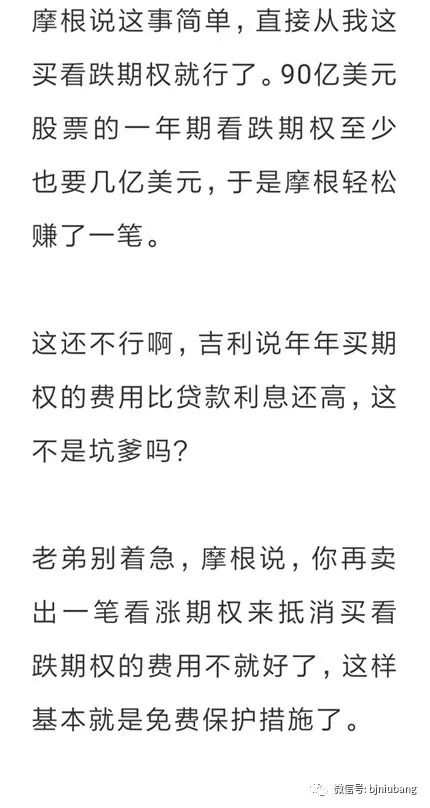 摩根说这事简单，直接从我这
买看跌期权就行了。90亿美元
股票的一年期看跌期权至少
也要几亿美元，于是摩根轻松
赚了一笔。
这还不行啊，吉利说年年买期
权的费用比贷款利息还高，这
不是坑爹吗？
老弟别着急，摩根说，你再卖
出一笔看涨期权来抵消买看
跌期权的费用不就好了，这样
基本就是免费保护措施了。
微信号: bjniubang